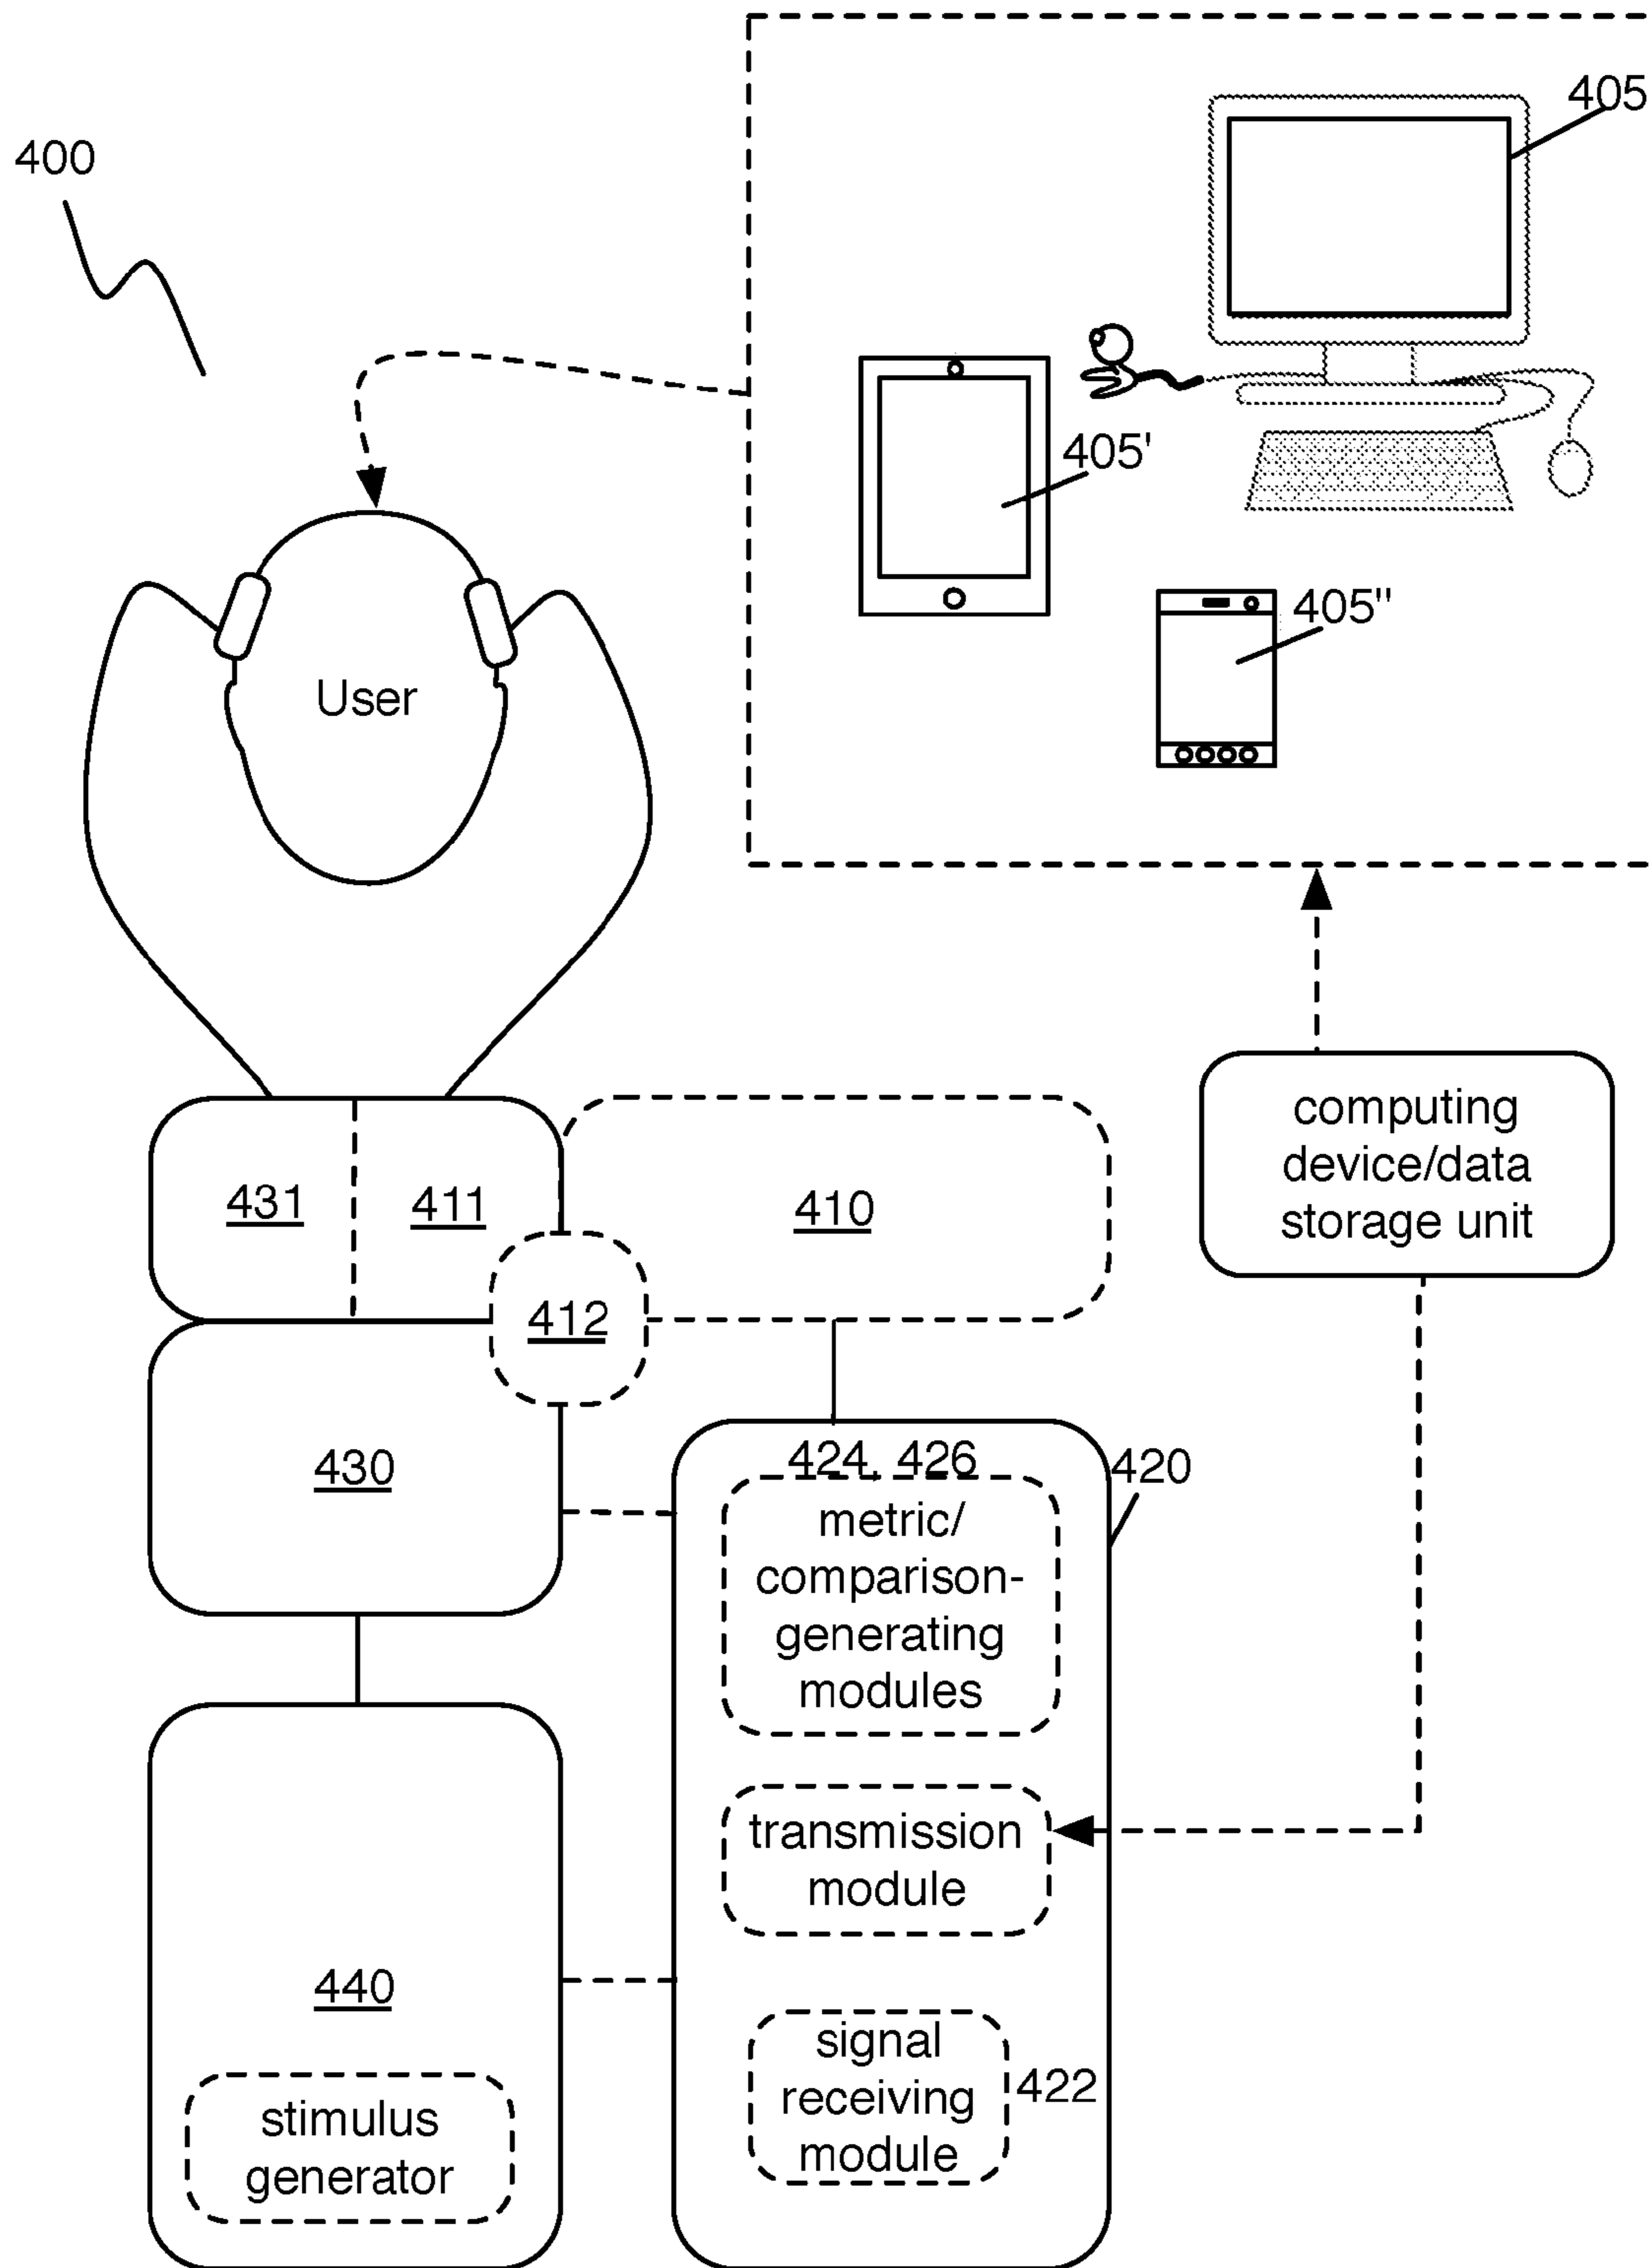 405
400
405'
405"
User
computing
device/data
storage unit
431
411
410
412
430
424, 426
420
metric/
comparison-
generating
modules
transmission
module
440
signal
receiving
module
422
stimulus
generator